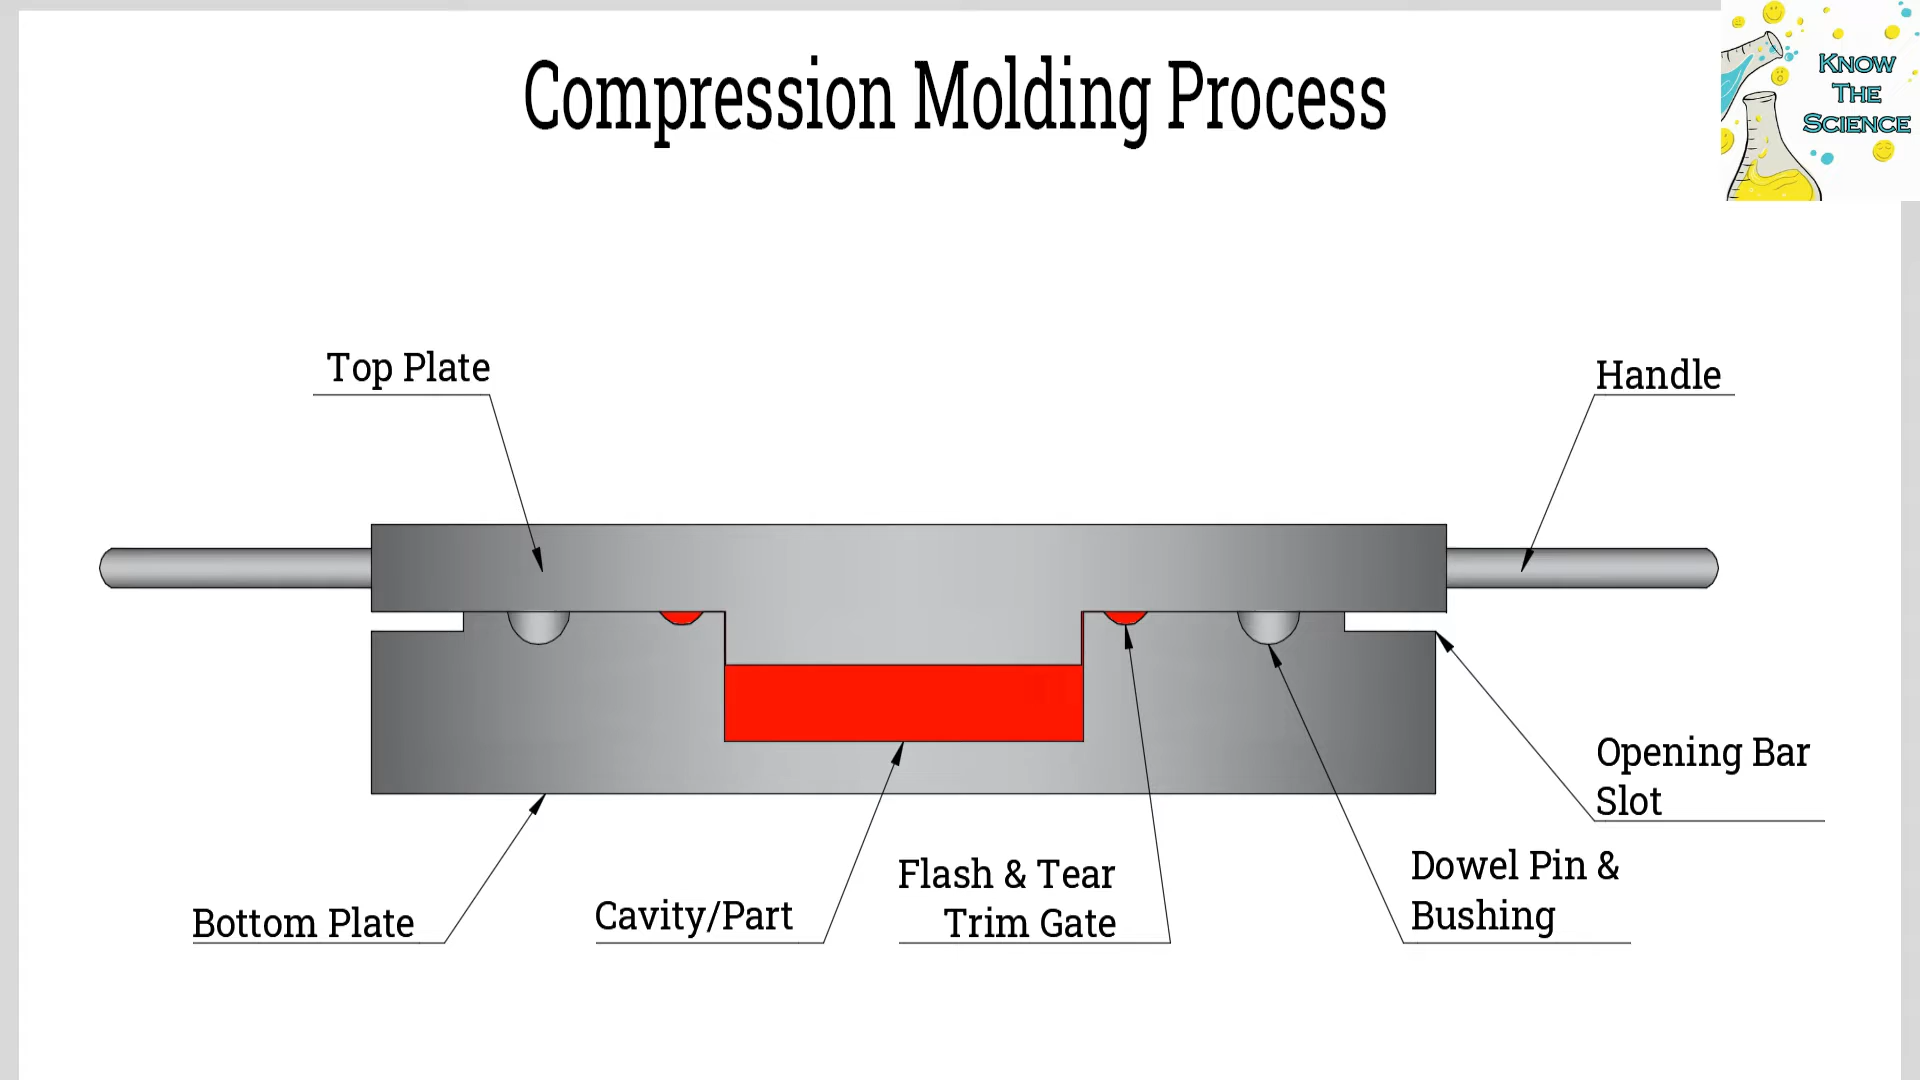 Compression Molding Process
KNOW
THE
SCIENCE
Top Plate
Handle
Opening Bar
Slot
Dowel Pin &
Bushing
Flash & Tear
Trim Gate
Cavity/Part
Bottom Plate